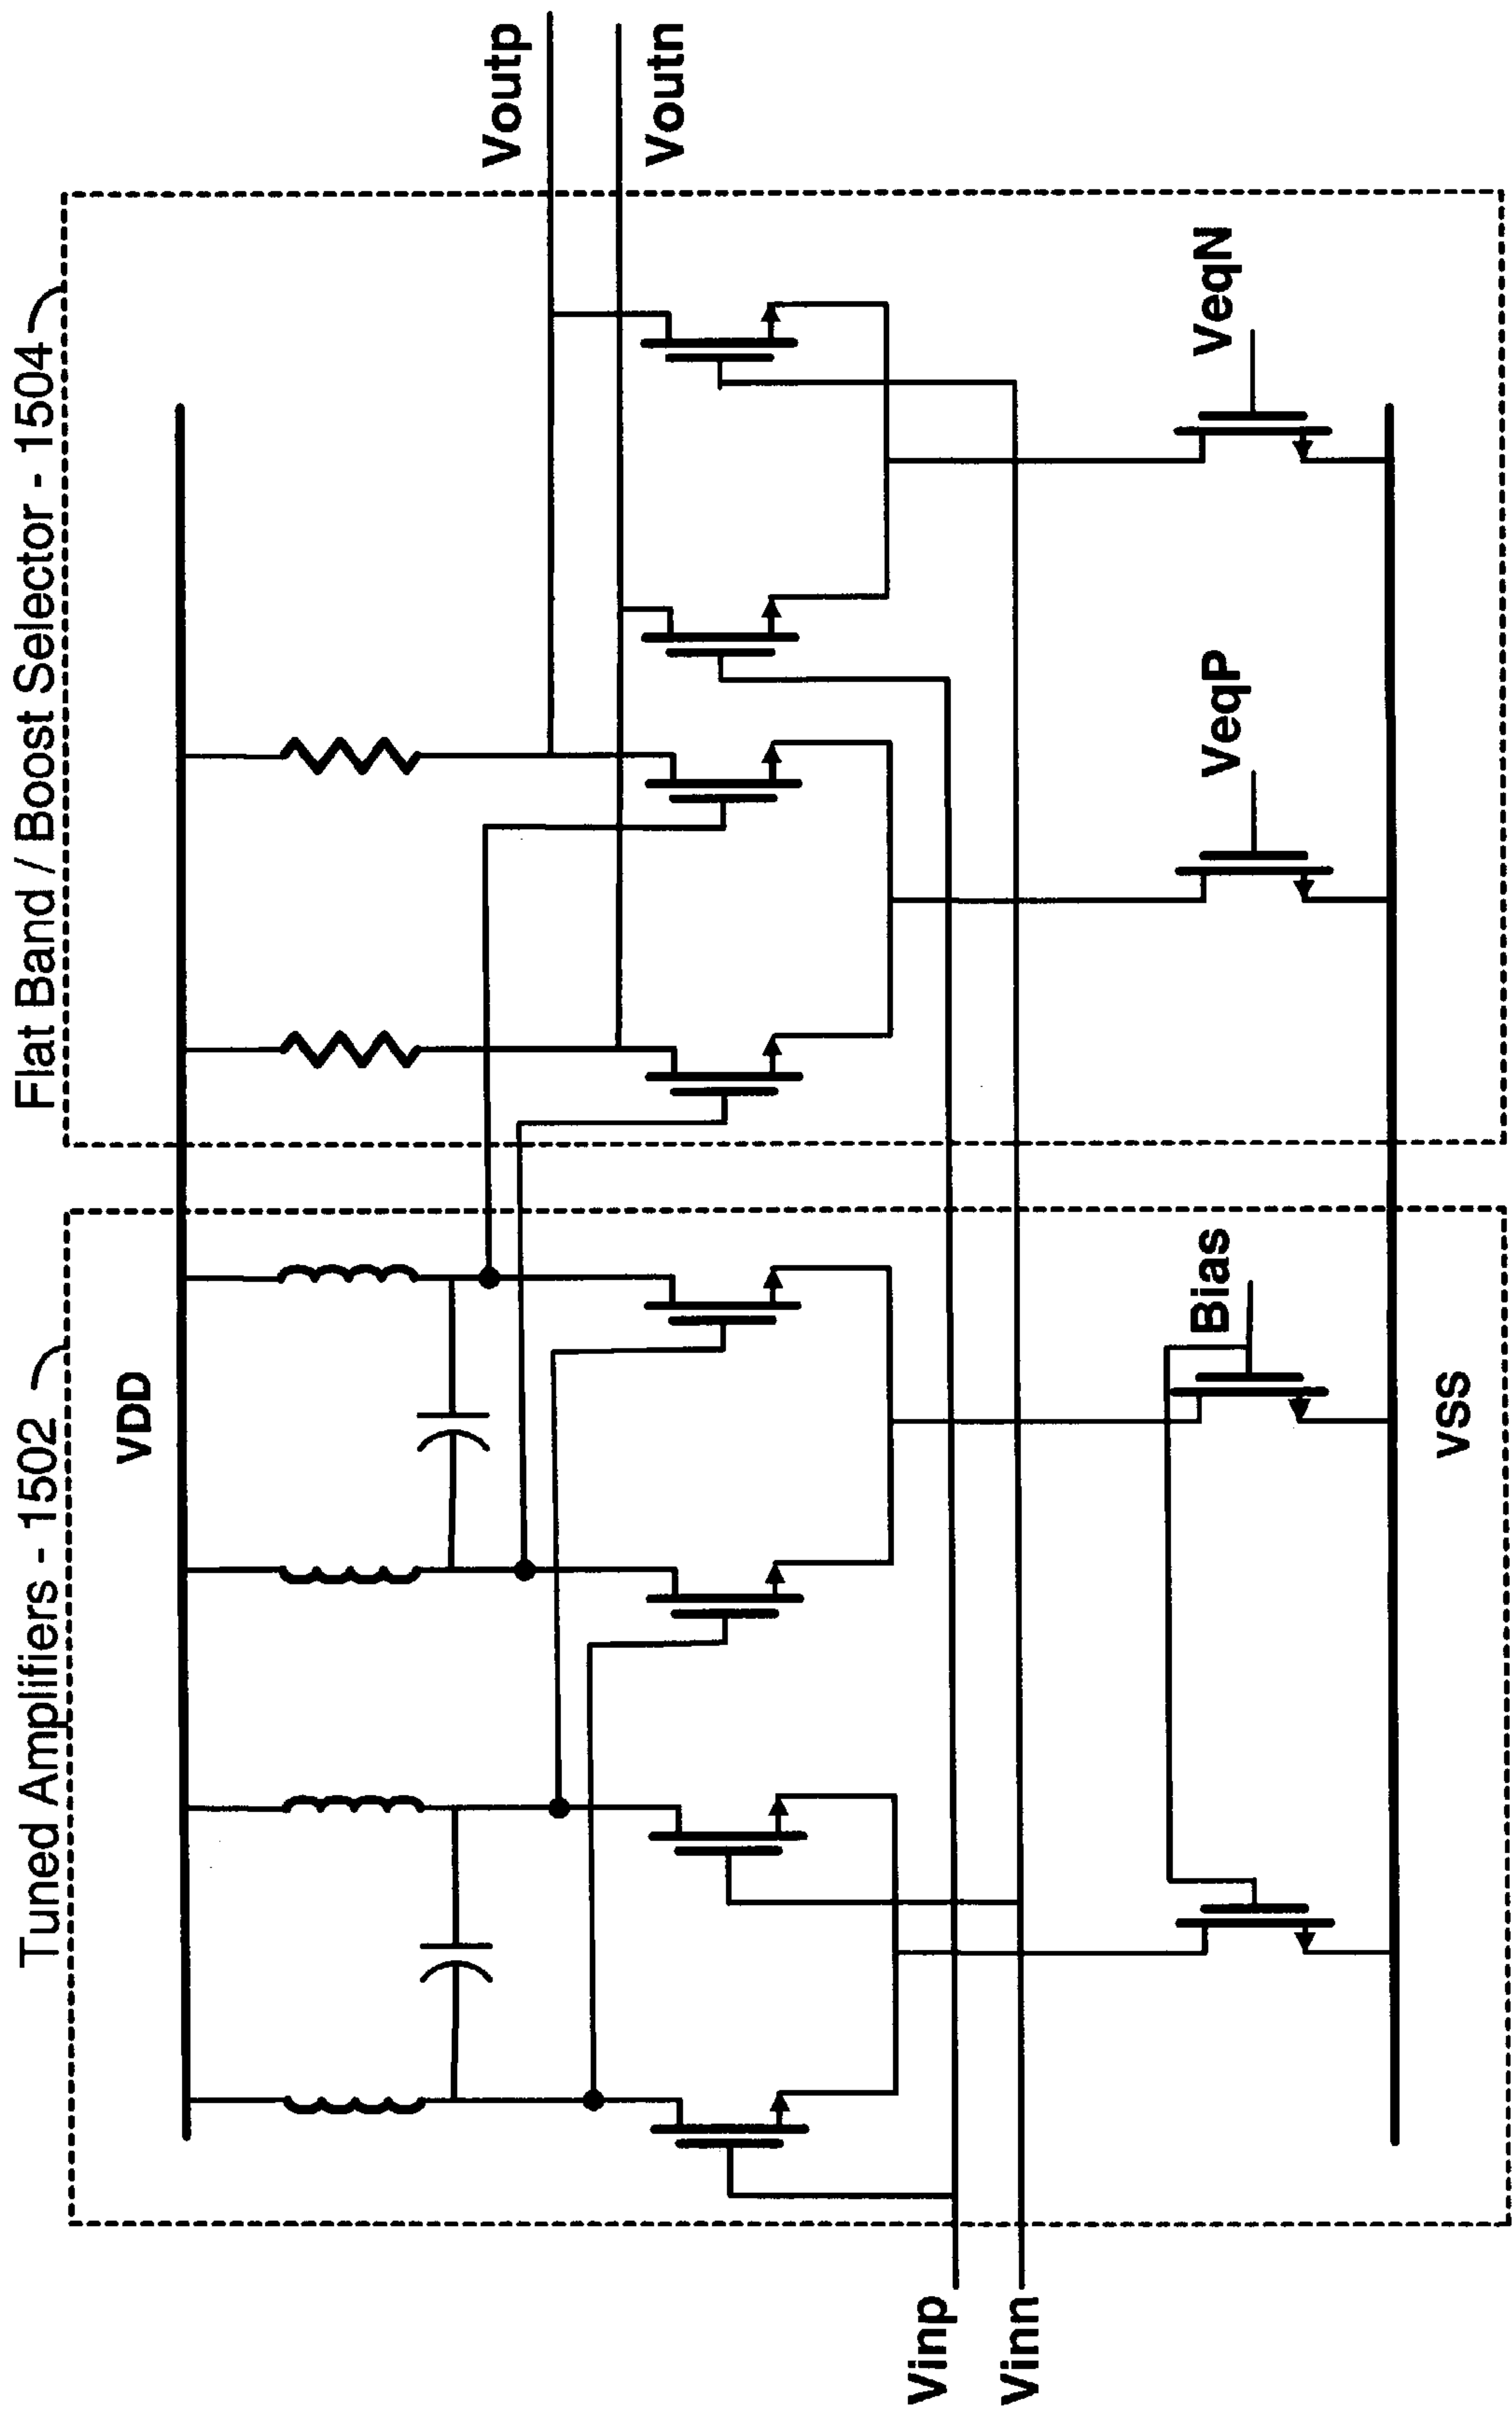 Tuned Amplifiers - 1502
Flat Band / Boost Selector - 1504
VDD
Voutp
Voutn
Vinp
Vinn
Bias
VeqP
VeqN
VSS